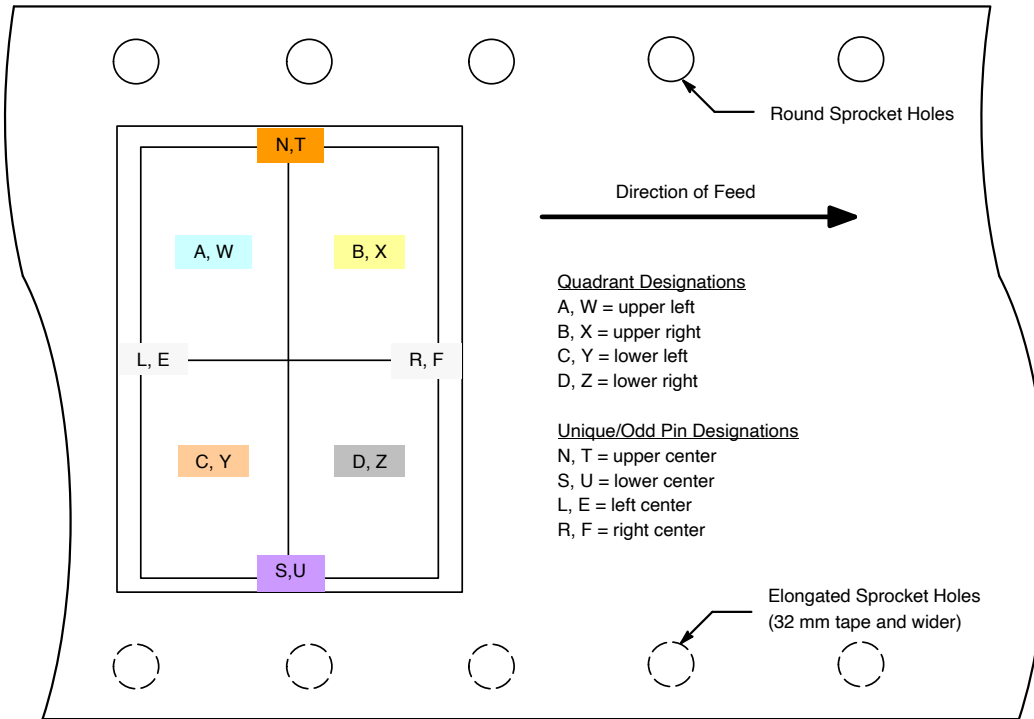 Round Sprocket Holes
N,T
Direction of Feed
A, W
B, X
Quadrant Designations
A, W = upper left
B, X = upper right
C, Y = lower left
D, Z = lower right
L, E
R, F
Unique/Odd Pin Designations
N, T = upper center
S, U = lower center
L, E = left center
R, F = right center
C, Y
D, Z
S,U
Elongated Sprocket Holes
(32 mm tape and wider)